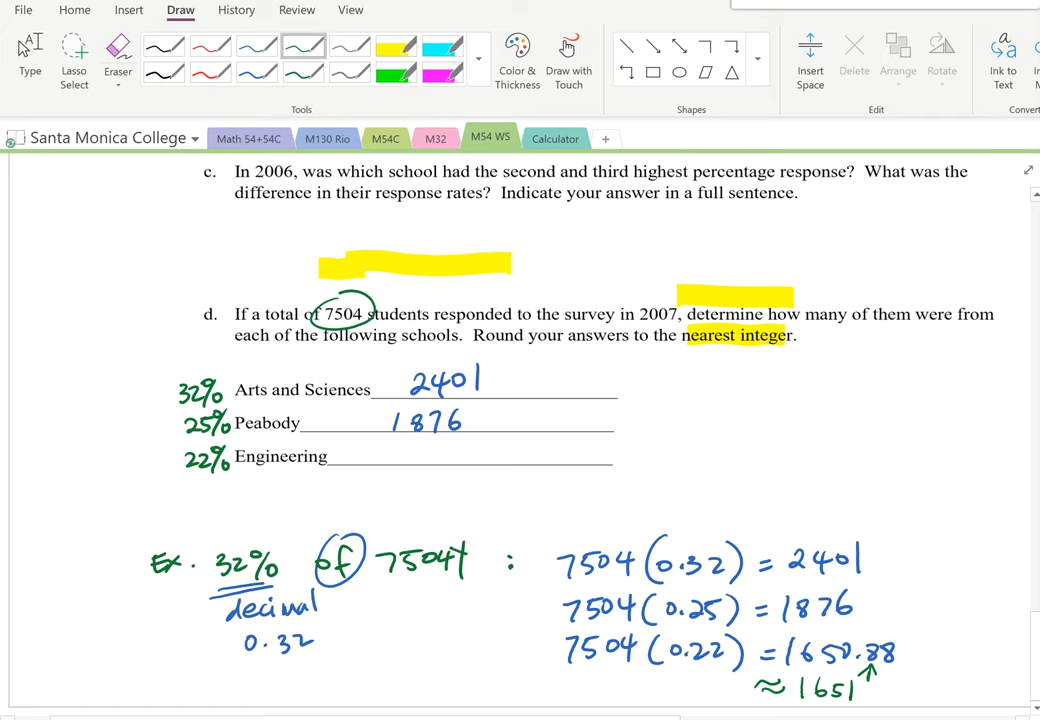 File Home Insert Draw History Review View
Type Lasso Select Eraser Color & Thickness Draw with Touch Insert Space Delete Arrange Rotate Ink to Text
Tools Shapes Edit Convert
Santa Monica College Math 54+54C M130 Rio M54C M32 M54 WS Calculator +
c. In 2006, was which school had the second and third highest percentage response? What was the
difference in their response rates? Indicate your answer in a full sentence.
d. If a total of 7504 students responded to the survey in 2007, determine how many of them were from
each of the following schools. Round your answers to the nearest integer.
32% Arts and Sciences 2401
25% Peabody 1876
22% Engineering
Ex. 32% of 7504 : 7504(0.32) = 2401
decimal 7504(0.25) = 1876
0.32 7504(0.22) = 1650.88
≈ 1651